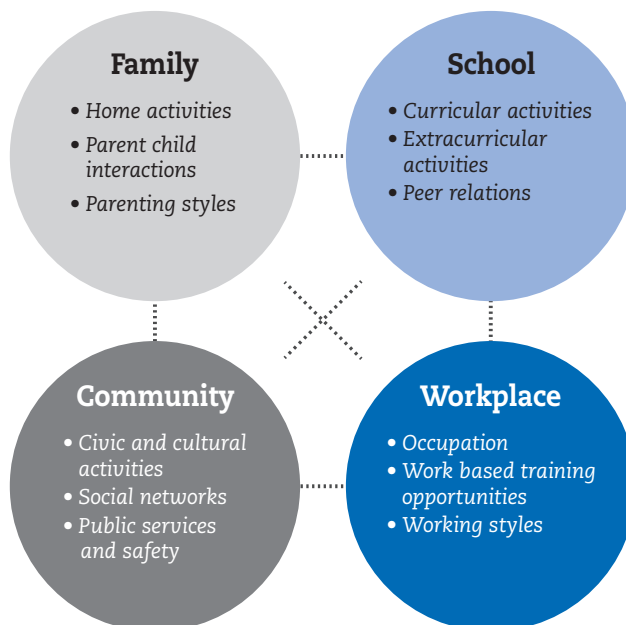 Family
• Home activities
• Parent child
interactions
• Parenting styles
School
• Curricular activities
• Extracurricular
activities
• Peer relations
Community
• Civic and cultural
activities
• Social networks
• Public services
and safety
Workplace
• Occupation
• Work based training
opportunities
• Working styles